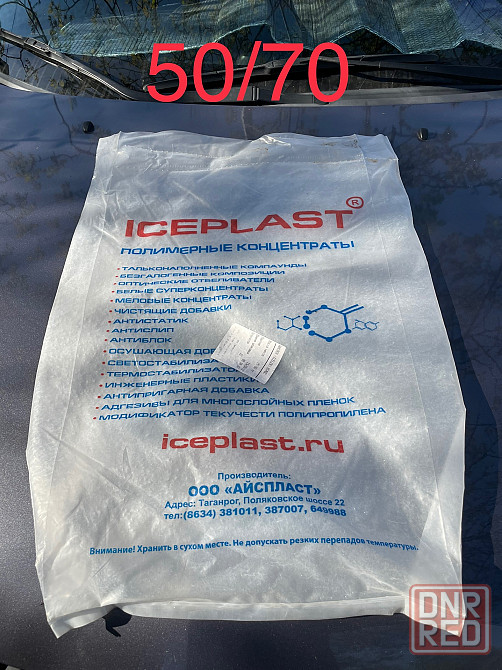 50/70
ICEPLAST®
ПОЛИМЕРНЫЕ КОНЦЕНТРАТЫ
• ТАЛЬКОНАПОЛНЕННЫЕ КОМПАУНДЫ
• БЕЗГАЛОГЕННЫЕ КОМПОЗИЦИИ
• ОПТИЧЕСКИЕ ОТБЕЛИВАТЕЛИ
• БЕЛЫЕ СУПЕРКОНЦЕНТРАТЫ
• МЕЛОВЫЕ КОНЦЕНТРАТЫ
• ЧИСТЯЩИЕ ДОБАВКИ
• АНТИСТАТИК
• АНТИСЛИП
• АНТИБЛОК
• ОСУШАЮЩАЯ ДОБ
• СВЕТОСТАБИЛИЗА
• ТЕРМОСТАБИЛИЗАТО
• ИНЖЕНЕРНЫЕ ПЛАСТИКИ
• АНТИПРИГАРНАЯ ДОБАВКА
• АДГЕЗИВЫ ДЛЯ МНОГОСЛОЙНЫХ ПЛЕНОК
• МОДИФИКАТОР ТЕКУЧЕСТИ ПОЛИПРОПИЛЕНА
iceplast.ru
Производитель:
ООО «АЙСПЛАСТ»
Адрес: Таганрог, Поляковское шоссе 22
тел:(8634) 381011, 387007, 649988
Внимание! Хранить в сухом месте. Не допускать резких перепадов температуры.
DNR
RED